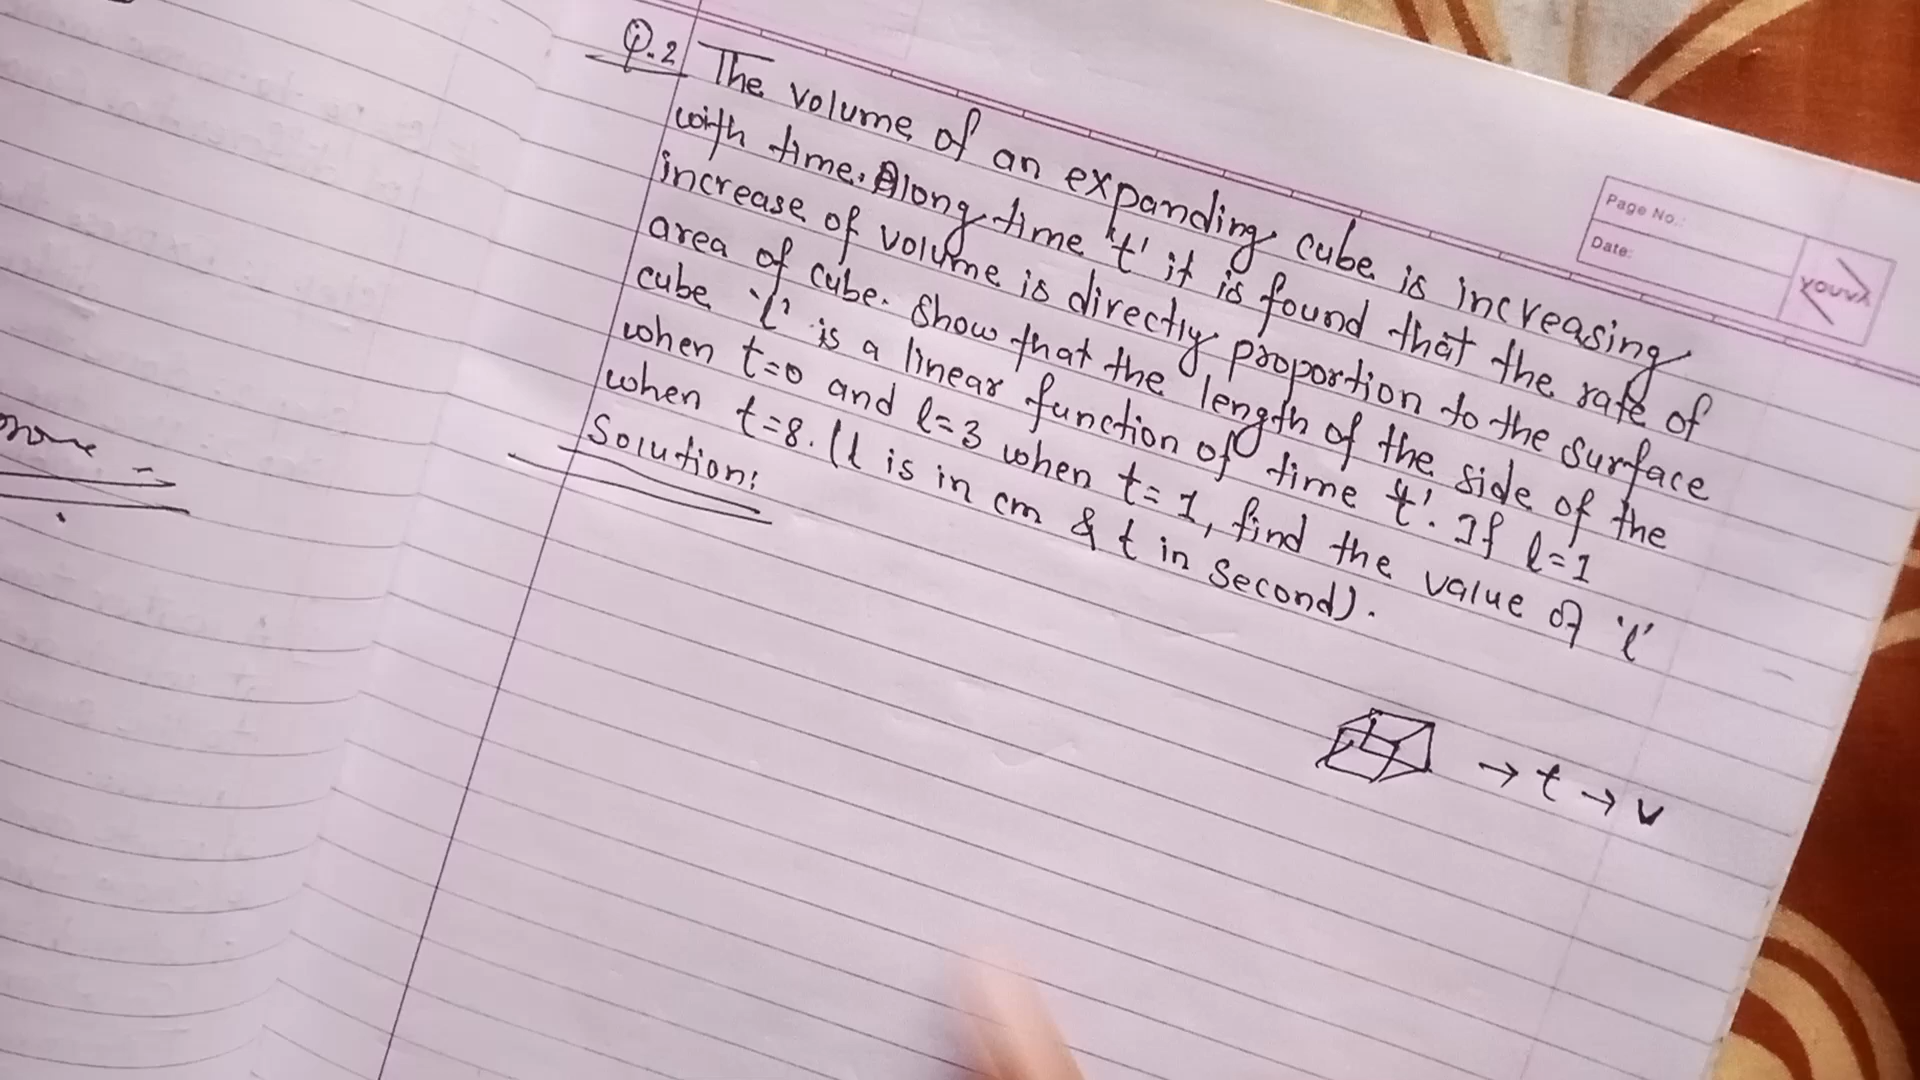 Q.2 The volume of an expanding cube is increasing
with time. Along time 't' it is found that the rate of
increase of volume is directly proportion to the surface
area of cube. Show that the length of the side of the
cube 'l' is a linear function of time 't'. If l=1
when t=0 and l=3 when t=1, find the value of 'l'
when t=8. (l is in cm & t in second).
Solution:
Page No.:
Date:
YOUVA
→ t → v